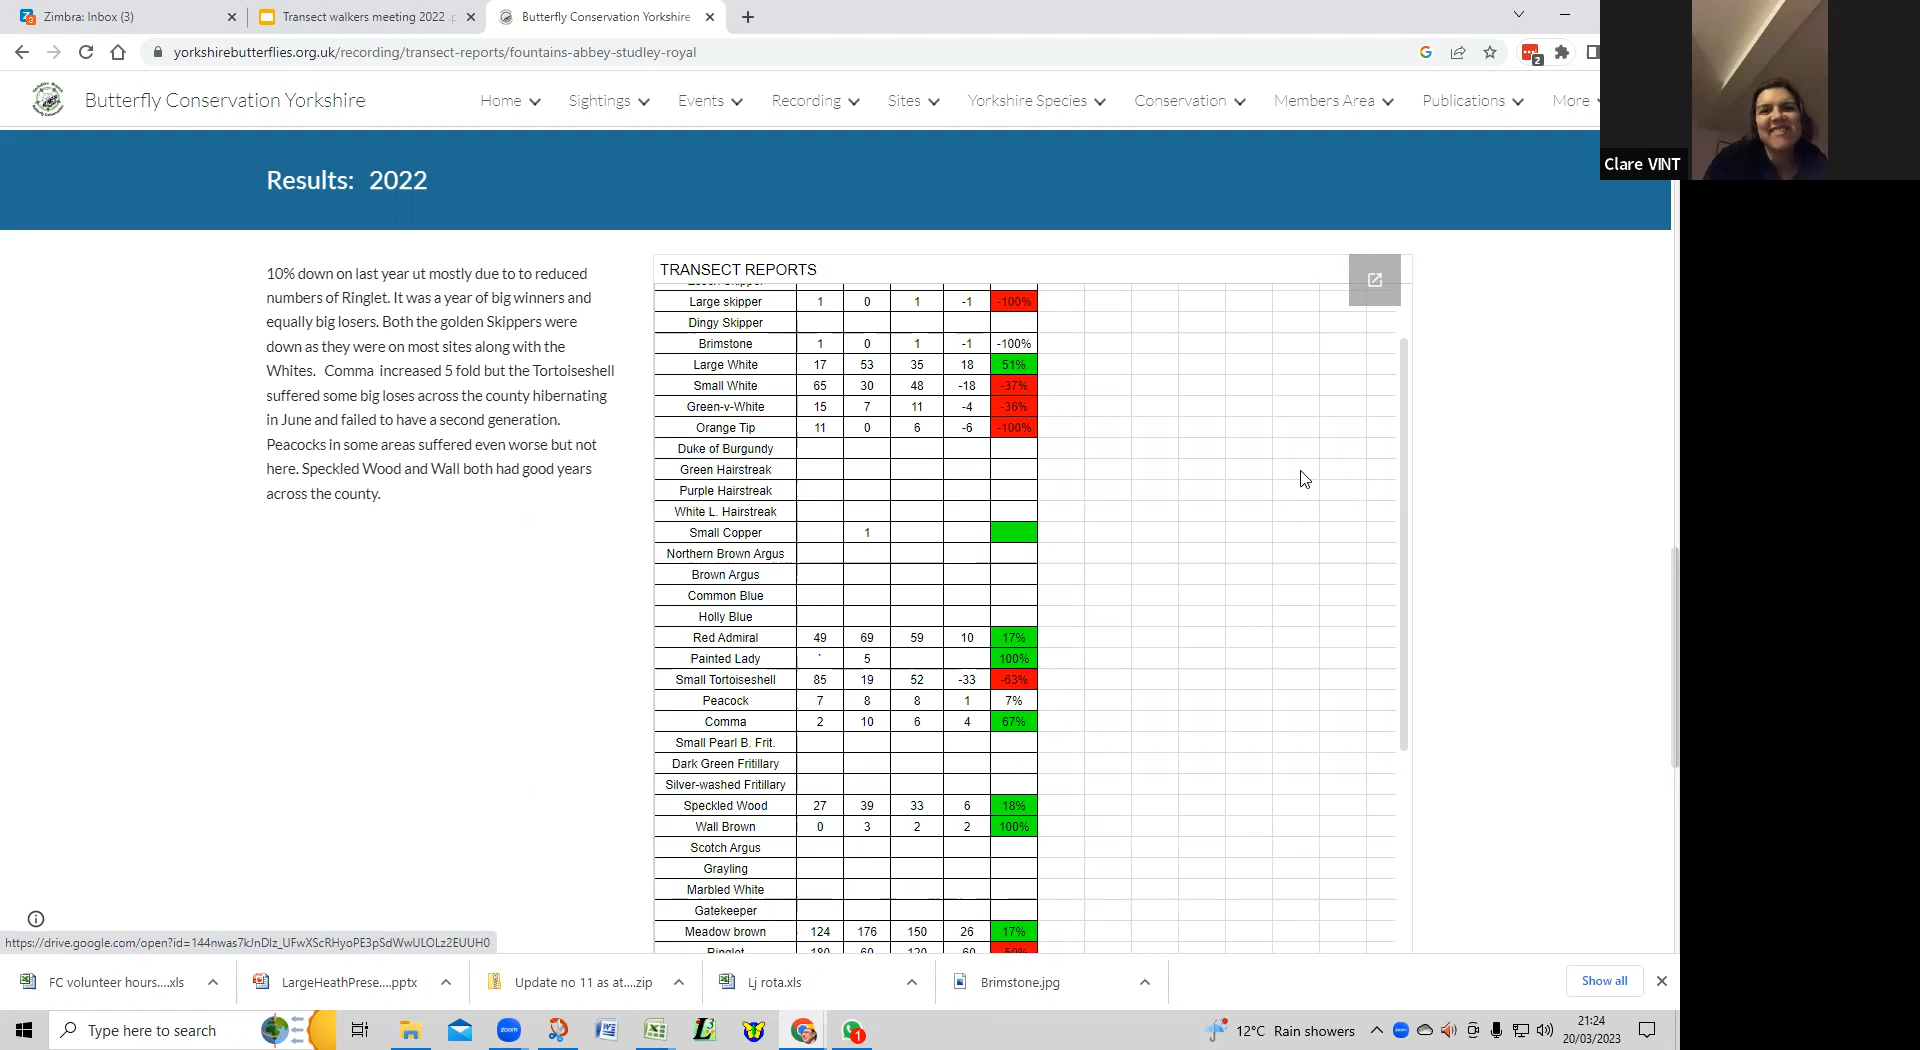 Zimbra: Inbox (3)
Transect walkers meeting 2022 .p
Butterfly Conservation Yorkshire
yorkshirebutterflies.org.uk/recording/transect-reports/fountains-abbey-studley-royal
2
Butterfly Conservation Yorkshire
Home Sightings Events Recording Sites Yorkshire Species Conservation Members Area Publications More
Clare VINT
Results: 2022
10% down on last year ut mostly due to to reduced
numbers of Ringlet. It was a year of big winners and
equally big losers. Both the golden Skippers were
down as they were on most sites along with the
Whites. Comma increased 5 fold but the Tortoiseshell
suffered some big loses across the county hibernating
in June and failed to have a second generation.
Peacocks in some areas suffered even worse but not
here. Speckled Wood and Wall both had good years
across the county.
TRANSECT REPORTS
Large skipper 1 0 1 -1 -100%
Dingy Skipper
Brimstone 1 0 1 -1 -100%
Large White 17 53 35 18 51%
Small White 65 30 48 -18 -37%
Green-v-White 15 7 11 -4 -36%
Orange Tip 11 0 6 -6 -100%
Duke of Burgundy
Green Hairstreak
Purple Hairstreak
White L. Hairstreak
Small Copper 1
Northern Brown Argus
Brown Argus
Common Blue
Holly Blue
Red Admiral 49 69 59 10 17%
Painted Lady ` 5 100%
Small Tortoiseshell 85 19 52 -33 -63%
Peacock 7 8 8 1 7%
Comma 2 10 6 4 67%
Small Pearl B. Frit.
Dark Green Fritillary
Silver-washed Fritillary
Speckled Wood 27 39 33 6 18%
Wall Brown 0 3 2 2 100%
Scotch Argus
Grayling
Marbled White
Gatekeeper
Meadow brown 124 176 150 26 17%
Ringlet 180 60 120 -60 -50%
https://drive.google.com/open?id=144nwas7kJnDIz_UFwXScRHyoPE3pSdWwULOLz2EUUH0
FC volunteer hours....xls
LargeHeathPrese....pptx
Update no 11 as at....zip
Lj rota.xls
Brimstone.jpg
Show all
Type here to search
zoom
1
12°C Rain showers
21:24
20/03/2023